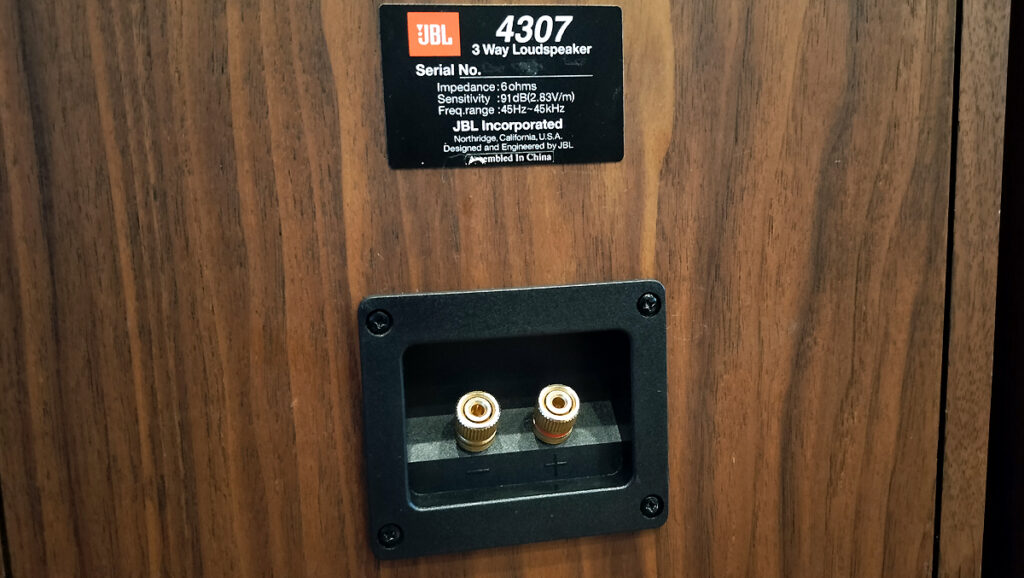 JBL
4307
3 Way Loudspeaker
Serial No.
Impedance : 6 ohms
Sensitivity : 91dB(2.83V/m)
Freq.range : 45Hz~45kHz
JBL Incorporated
Northridge, California, U.S.A.
Designed and Engineered by JBL
Assembled In China
− +